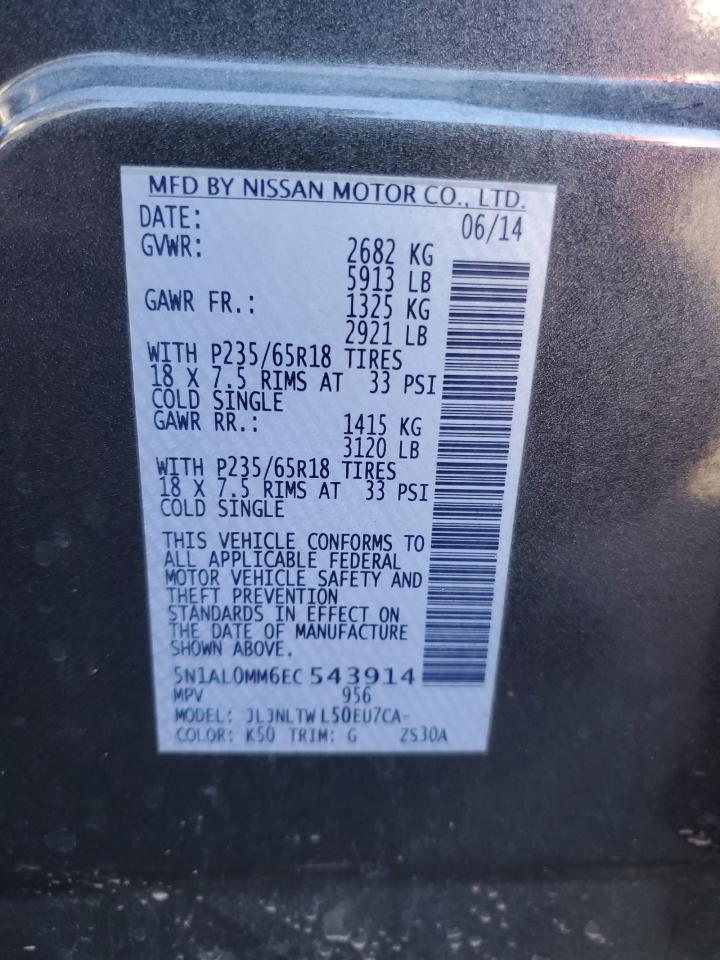 MFD BY NISSAN MOTOR CO., LTD.
DATE: 06/14
GVWR: 2682 KG
5913 LB
GAWR FR.: 1325 KG
2921 LB
WITH P235/65R18 TIRES
18 X 7.5 RIMS AT 33 PSI
COLD SINGLE
GAWR RR.: 1415 KG
3120 LB
WITH P235/65R18 TIRES
18 X 7.5 RIMS AT 33 PSI
COLD SINGLE
THIS VEHICLE CONFORMS TO
ALL APPLICABLE FEDERAL
MOTOR VEHICLE SAFETY AND
THEFT PREVENTION
STANDARDS IN EFFECT ON
THE DATE OF MANUFACTURE
SHOWN ABOVE.
5N1AL0MM6EC 543914
MPV 956
MODEL: JLJNLTW L50EU7CA-
COLOR: K50 TRIM: G ZS30A